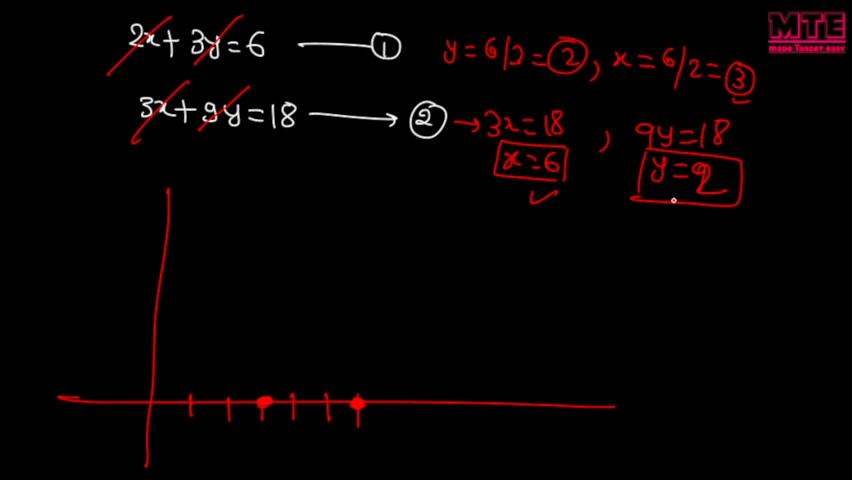 MTE
made Target easy
2x + 3y = 6 ——— ①
y = 6/2 = ②, x = 6/2 = ③
3x + 9y = 18 ——→ ② → 3x = 18 , 9y = 18
x = 6 y = 2
✓